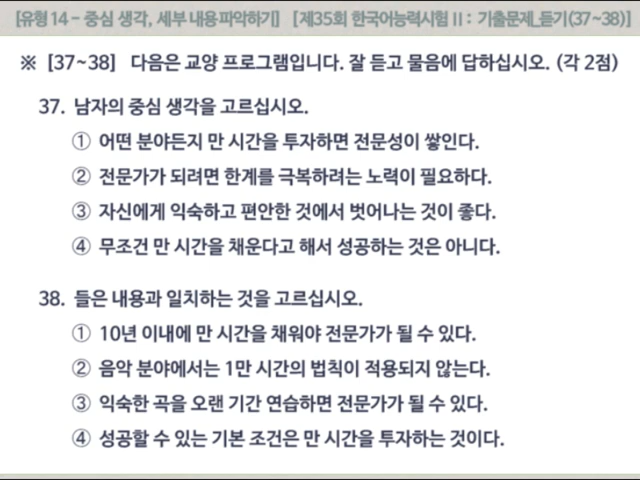 [유형 14 - 중심 생각, 세부 내용 파악하기] [제35회 한국어능력시험 II : 기출문제_듣기(37~38)]
※ [37~38] 다음은 교양 프로그램입니다. 잘 듣고 물음에 답하십시오. (각 2점)
37. 남자의 중심 생각을 고르십시오.
① 어떤 분야든지 만 시간을 투자하면 전문성이 쌓인다.
② 전문가가 되려면 한계를 극복하려는 노력이 필요하다.
③ 자신에게 익숙하고 편안한 것에서 벗어나는 것이 좋다.
④ 무조건 만 시간을 채운다고 해서 성공하는 것은 아니다.
38. 들은 내용과 일치하는 것을 고르십시오.
① 10년 이내에 만 시간을 채워야 전문가가 될 수 있다.
② 음악 분야에서는 1만 시간의 법칙이 적용되지 않는다.
③ 익숙한 곡을 오랜 기간 연습하면 전문가가 될 수 있다.
④ 성공할 수 있는 기본 조건은 만 시간을 투자하는 것이다.